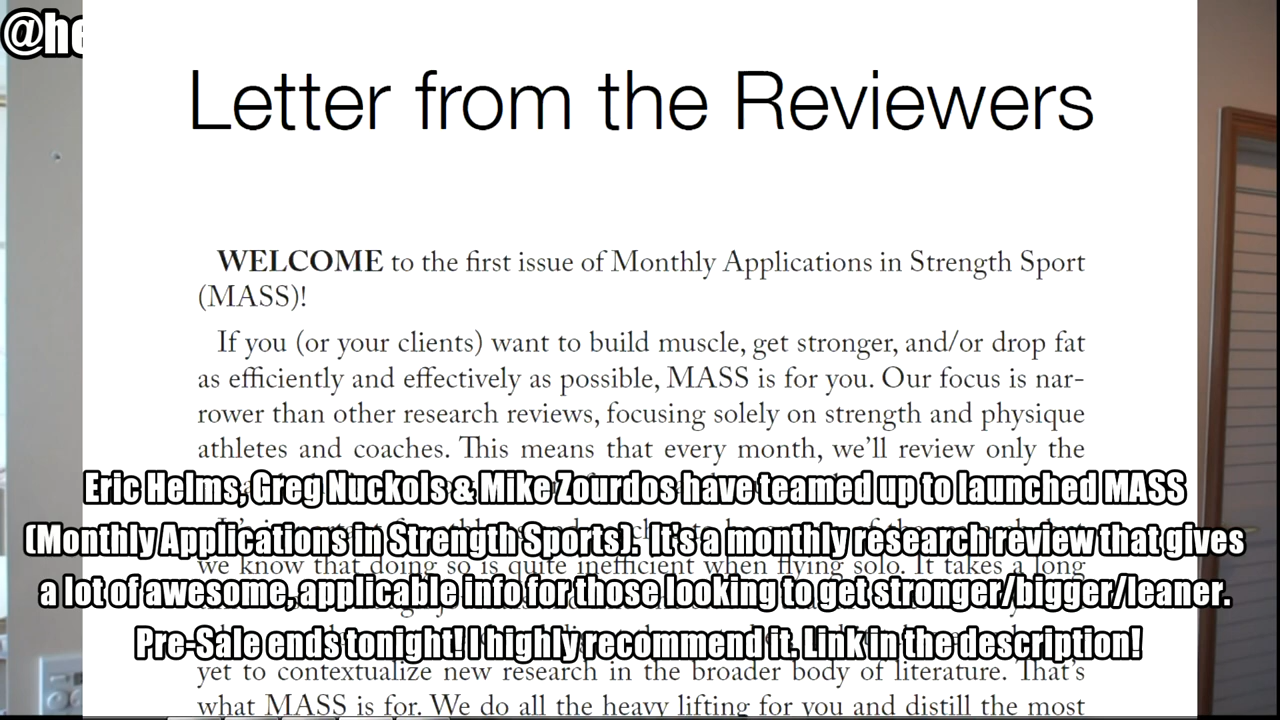 @he
Letter from the Reviewers
WELCOME to the first issue of Monthly Applications in Strength Sport
(MASS)!
If you (or your clients) want to build muscle, get stronger, and/or drop fat
as efficiently and effectively as possible, MASS is for you. Our focus is nar-
rower than other research reviews, focusing solely on strength and physique
athletes and coaches. This means that every month, we'll review only the
Eric Helms, Greg Nuckols & Mike Zourdos have teamed up to launched MASS
(Monthly Applications in Strength Sports). It's a monthly research review that gives
we know that doing so is quite inefficient when flying solo. It takes a long
a lot of awesome, applicable info for those looking to get stronger/bigger/leaner.
Pre-Sale ends tonight! I highly recommend it. Link in the description!
yet to contextualize new research in the broader body of literature. That's
what MASS is for. We do all the heavy lifting for you and distill the most